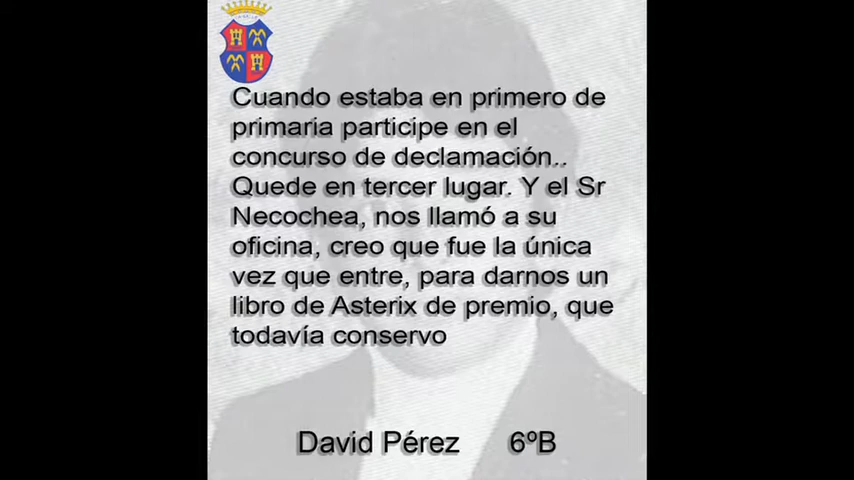 Cuando estaba en primero de
primaria participe en el
concurso de declamación..
Quede en tercer lugar. Y el Sr
Necochea, nos llamó a su
oficina, creo que fue la única
vez que entre, para darnos un
libro de Asterix de premio, que
todavía conservo
David Pérez 6ºB